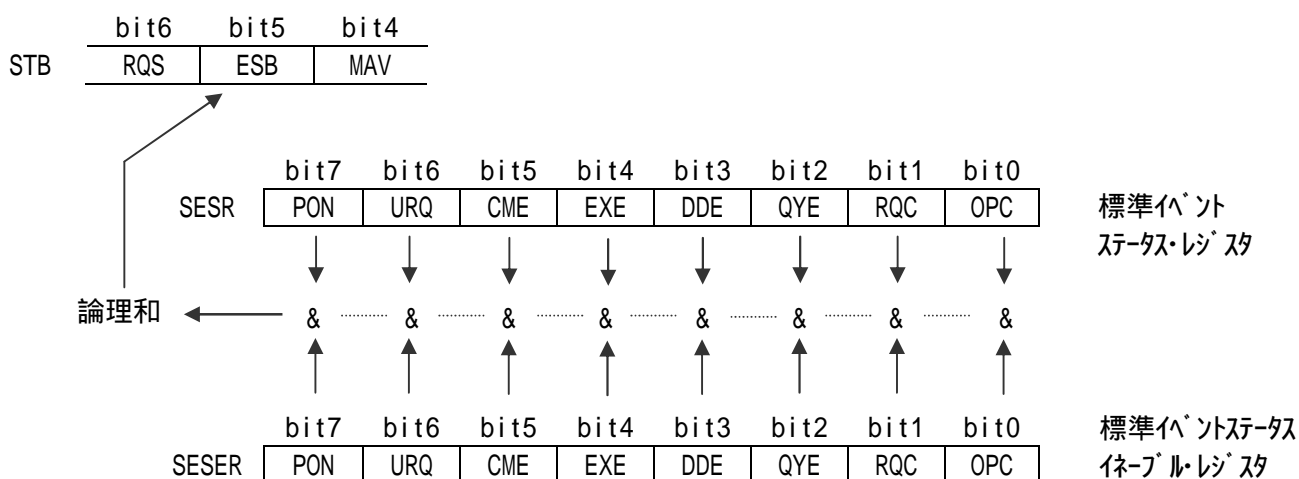 bit6 bit5 bit4
STB RQS ESB MAV
bit7 bit6 bit5 bit4 bit3 bit2 bit1 bit0
SESR PON URQ CME EXE DDE QYE RQC OPC 標準ｲﾍﾞﾝﾄ
ｽﾃｰﾀｽ･ﾚｼﾞｽﾀ
論理和 & & & & & & & &
bit7 bit6 bit5 bit4 bit3 bit2 bit1 bit0 標準ｲﾍﾞﾝﾄｽﾃｰﾀｽ
SESER PON URQ CME EXE DDE QYE RQC OPC ｲﾈｰﾌﾞﾙ･ﾚｼﾞｽﾀ